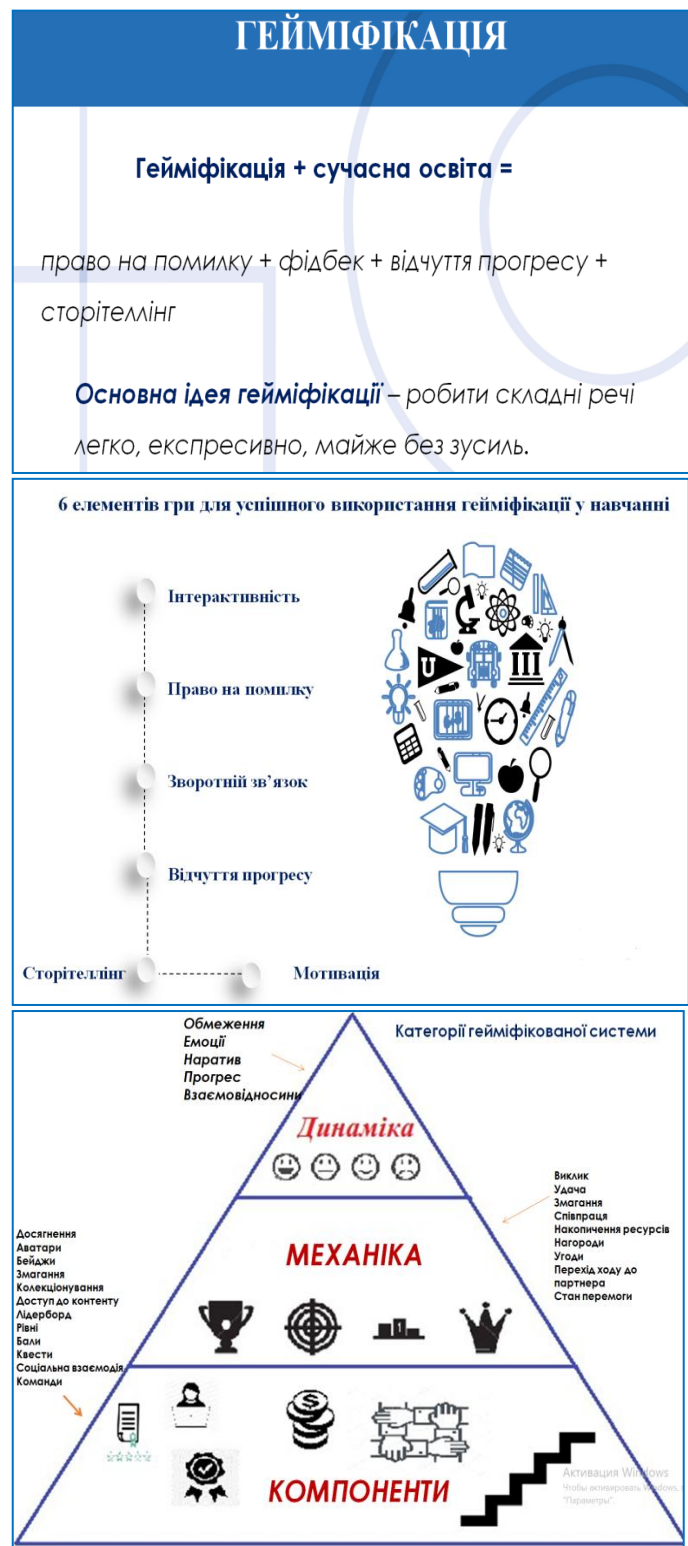 ГЕЙМІФІКАЦІЯ
Гейміфікація + сучасна освіта =
право на помилку + фідбек + відчуття прогресу +
сторітеллінг
Основна ідея гейміфікації – робити складні речі
легко, експресивно, майже без зусиль.
6 елементів гри для успішного використання гейміфікації у навчанні
Інтерактивність
Право на помилку
Зворотній зв’язок
Відчуття прогресу
Сторітеллінг
Мотивація
Категорії гейміфікованої системи
Обмеження
Емоції
Наратив
Прогрес
Взаємовідносини
Динаміка
Виклик
Удача
Змагання
Співпраця
Накопичення ресурсів
Нагороди
Угоди
Перехід ходу до
партнера
Стан перемоги
МЕХАНІКА
Досягнення
Аватари
Бейджи
Змагання
Колекціонування
Доступ до контенту
Лідерборд
Рівні
Бали
Квести
Соціальна взаємодія
Команди
КОМПОНЕНТИ
Активация Windows
Чтобы активировать Windows,
"Параметры".